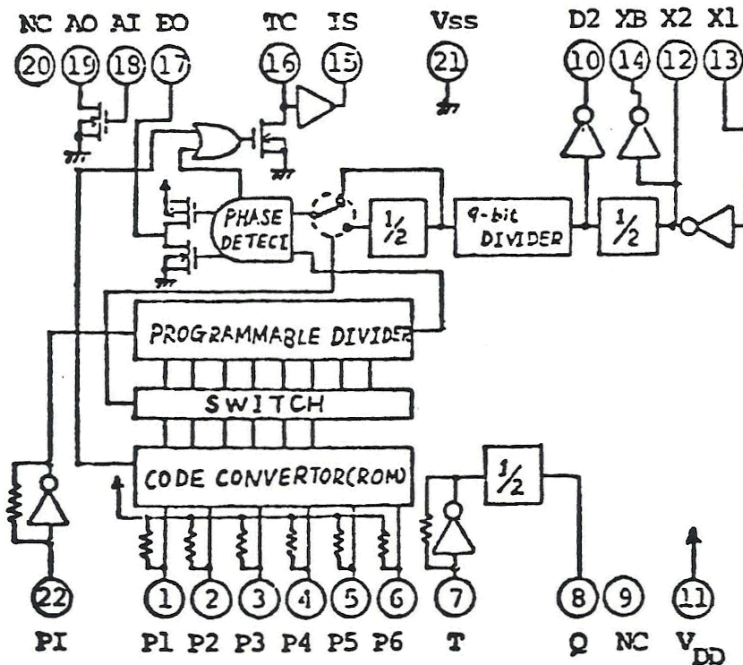 NC AO AI EO TC IS Vss D2 XB X2 X1
20 19 18 17 16 15 21 10 14 12 13
PHASE
DETECT
1/2
9-bit
DIVIDER
1/2
PROGRAMMABLE DIVIDER
SWITCH
CODE CONVERTOR(ROM)
1/2
22 1 2 3 4 5 6 7 8 9 11
PI P1 P2 P3 P4 P5 P6 T Q NC VDD